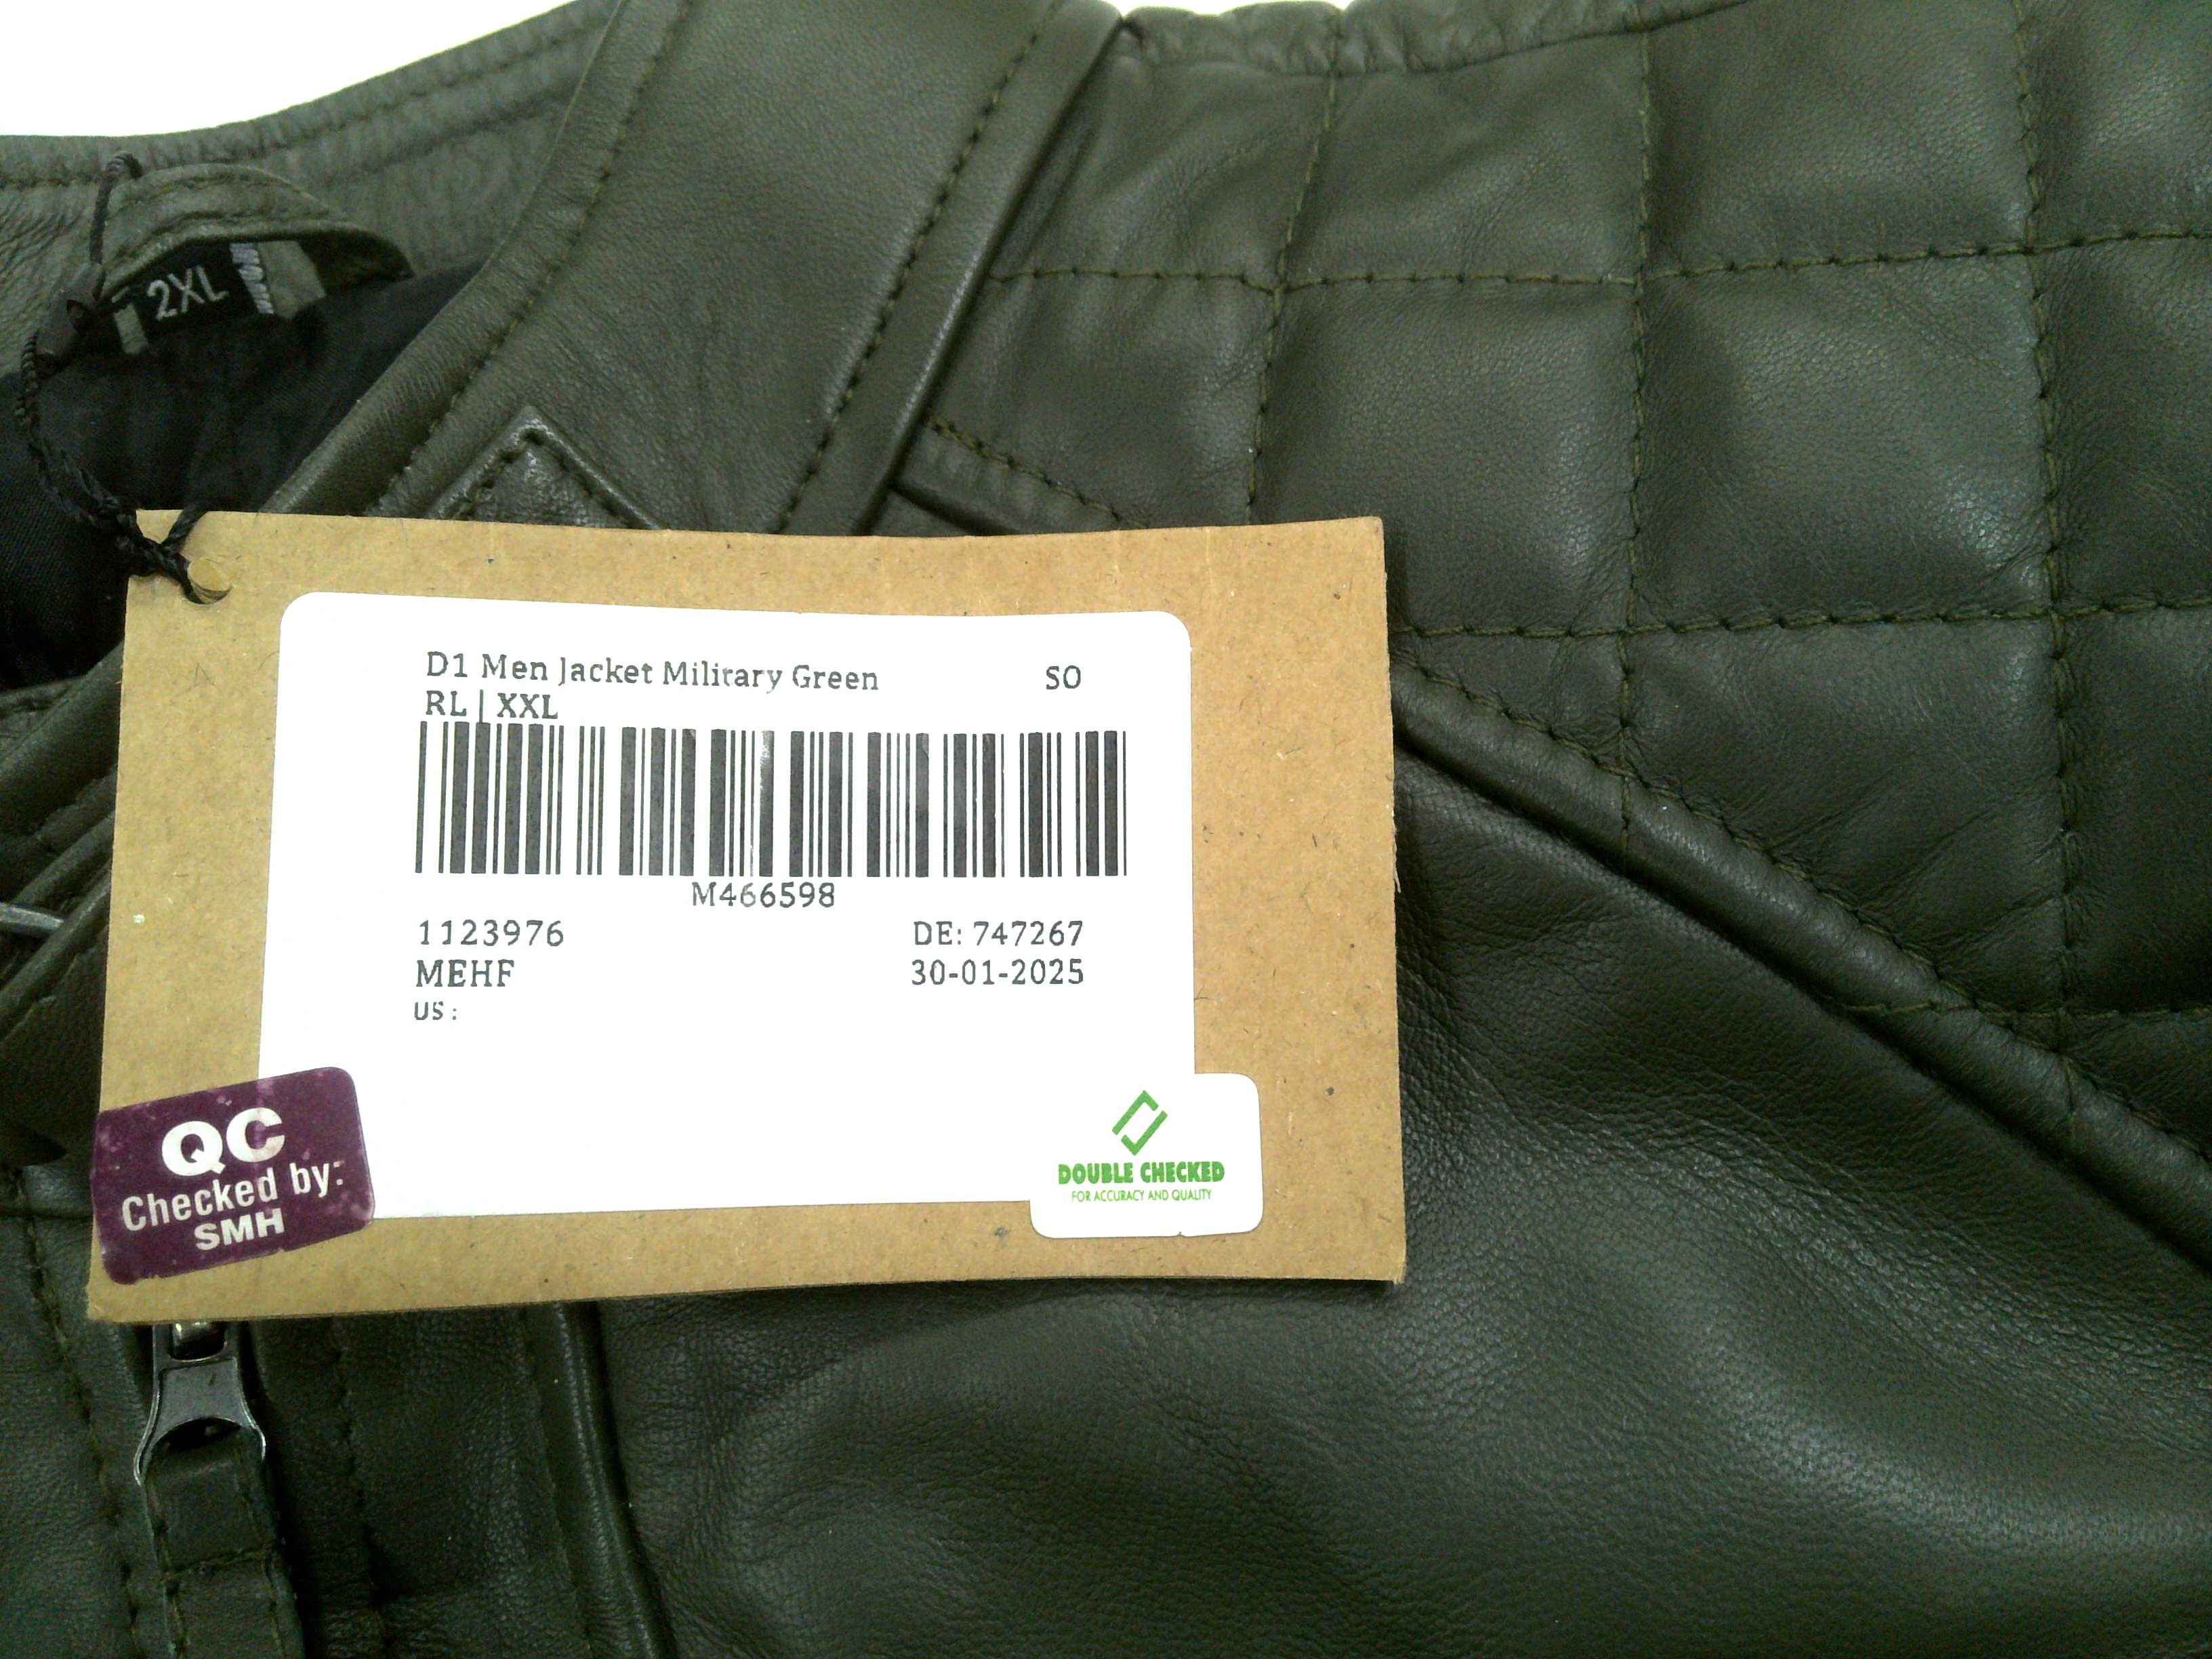 2XL
D1 Men Jacket Military Green SO
RL | XXL
M466598
1123976 DE: 747267
MEHF 30-01-2025
US :
QC
Checked by:
SMH
DOUBLE CHECKED
FOR ACCURACY AND QUALITY